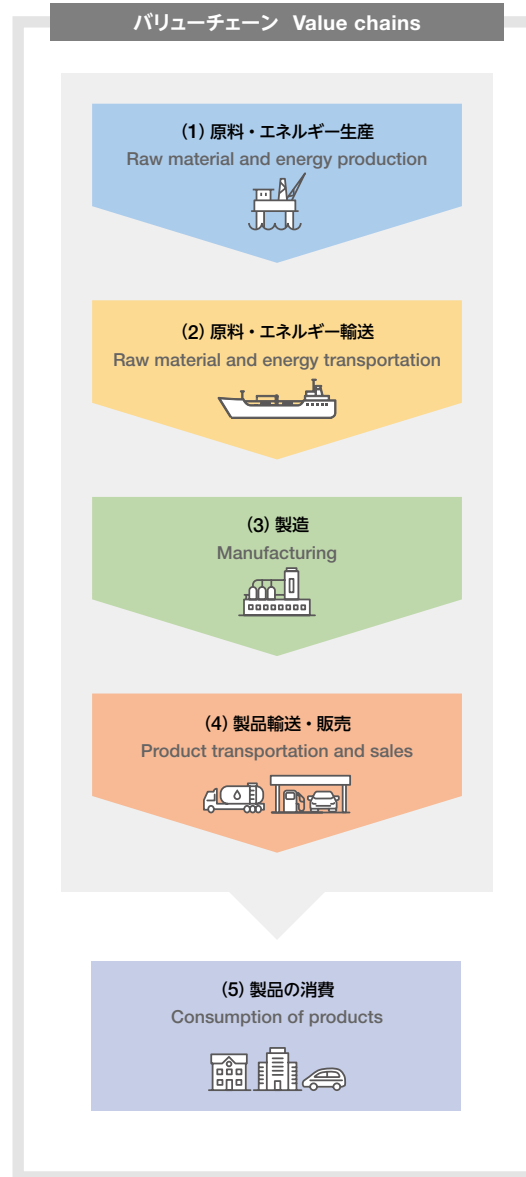 バリューチェーン Value chains
(1) 原料・エネルギー生産
Raw material and energy production
(2) 原料・エネルギー輸送
Raw material and energy transportation
(3) 製造
Manufacturing
(4) 製品輸送・販売
Product transportation and sales
(5) 製品の消費
Consumption of products